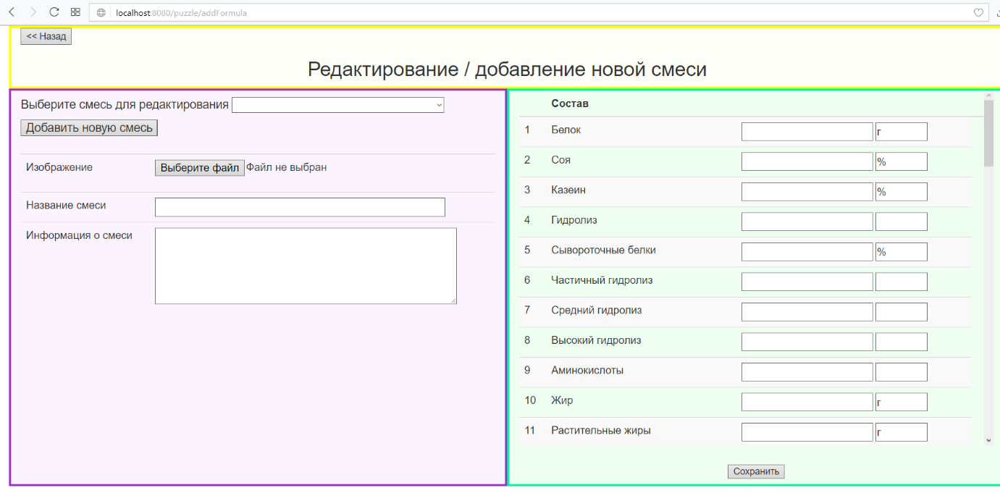 localhost:8080/puzzle/addFormula
<< Назад
Редактирование / добавление новой смеси
Выберите смесь для редактирования
Добавить новую смесь
Изображение Выберите файл Файл не выбран
Название смеси
Информация о смеси
Состав
1 Белок г
2 Соя %
3 Казеин %
4 Гидролиз
5 Сывороточные белки %
6 Частичный гидролиз
7 Средний гидролиз
8 Высокий гидролиз
9 Аминокислоты
10 Жир г
11 Растительные жиры г
Сохранить